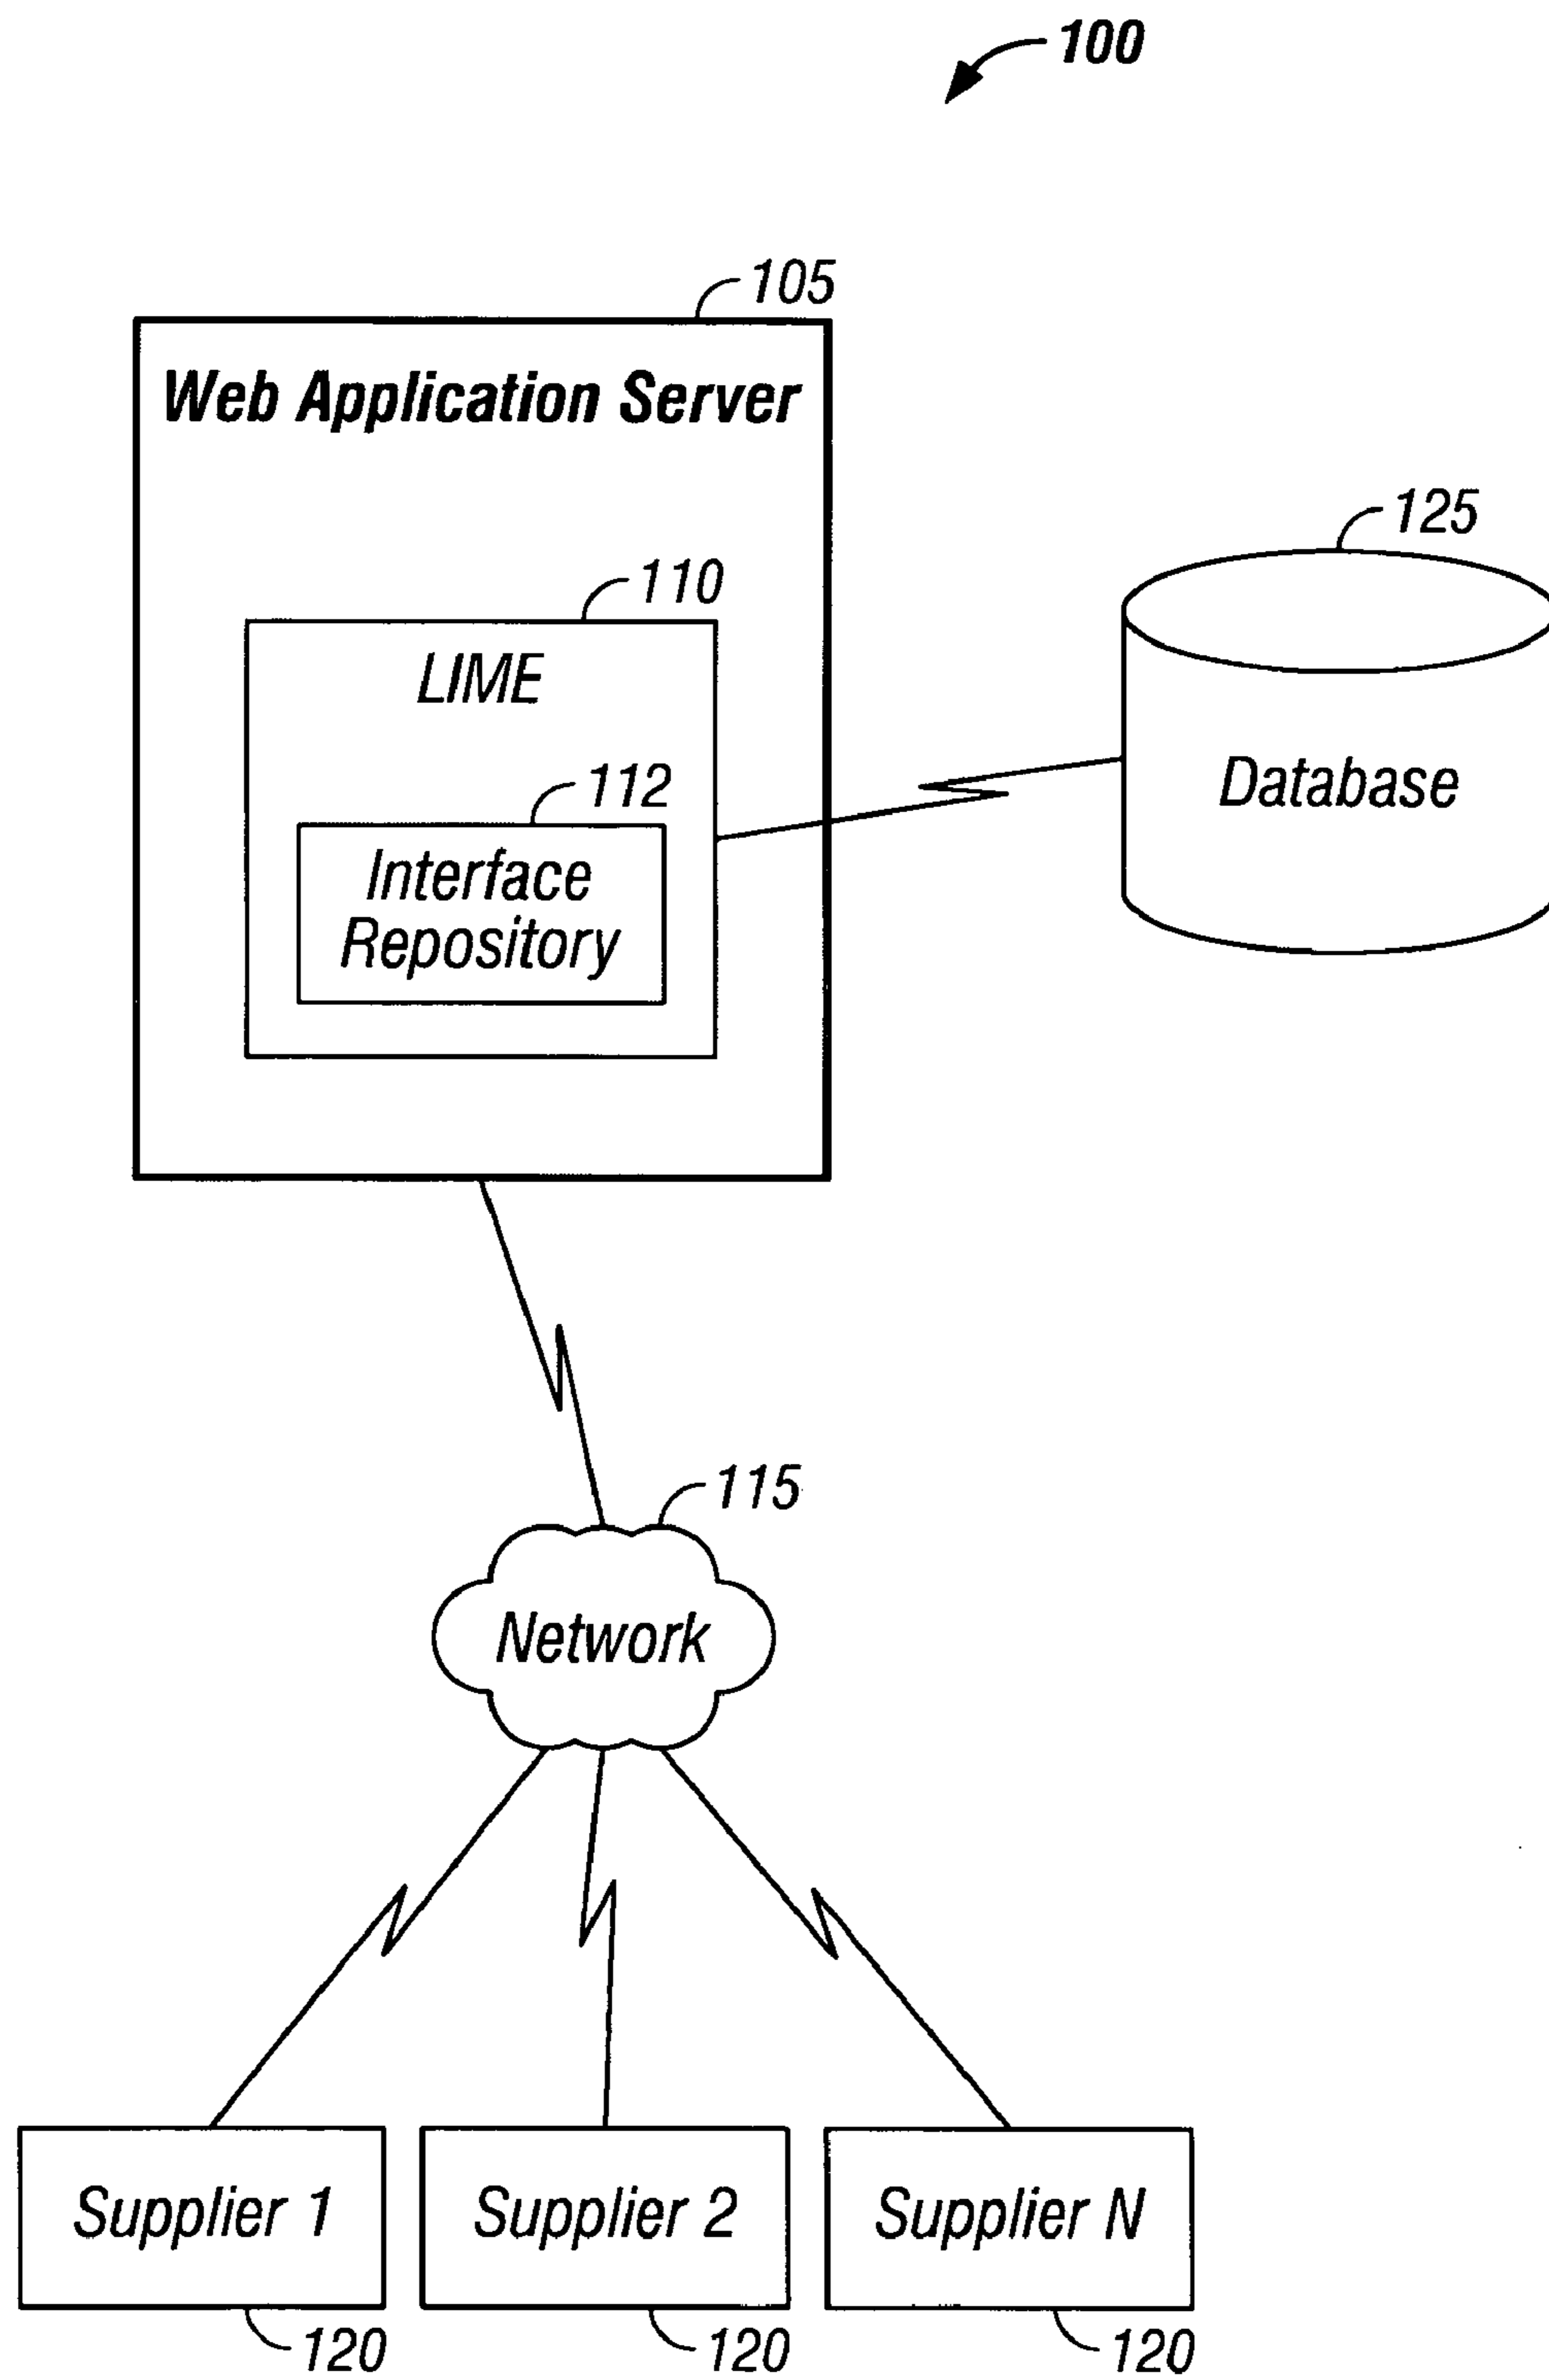 100
105
Web Application Server
125
110
LIME
112
Database
Interface
Repository
115
Network
Supplier 1
Supplier 2
Supplier N
120
120
120